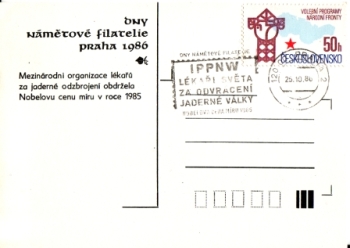 DNY
NÁMĚTOVÉ FILATELIE
PRAHA 1986
Mezinárodní organizace lékařů
za jaderné odzbrojení obdržela
Nobelovu cenu míru v roce 1985
VOLEBNÍ PROGRAMY
NÁRODNÍ FRONTY
50h
ČESKOSLOVENSKO
DNY NÁMĚTOVÉ FILATELIE
IPPNW
LÉKAŘI SVĚTA
ZA ODVRÁCENÍ
JADERNÉ VÁLKY
25.10.86